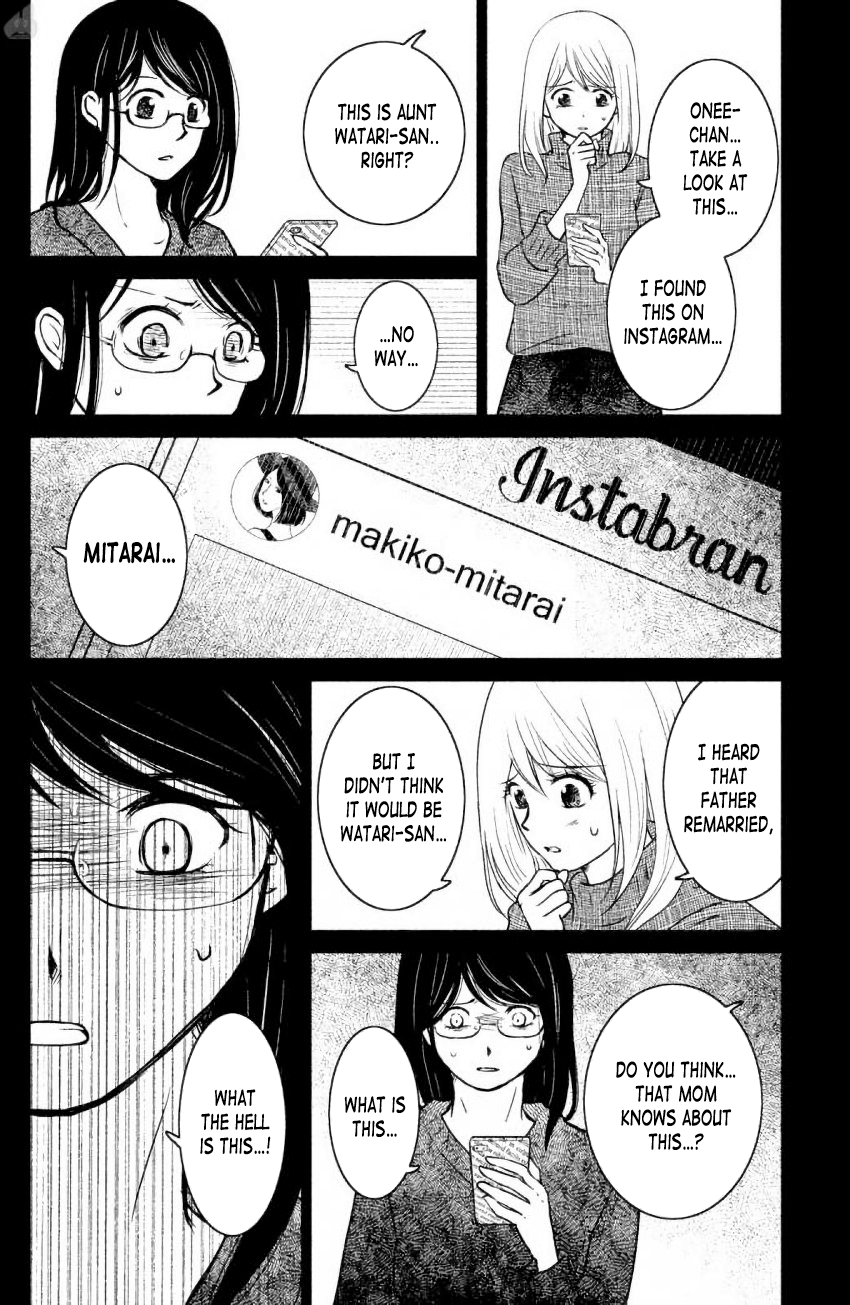 ONEE-
CHAN...
TAKE A
LOOK AT
THIS...
I FOUND
THIS ON
INSTAGRAM...
THIS IS AUNT
WATARI-SAN..
RIGHT?
...NO
WAY...
Instabran
makiko-mitarai
MITARAI...
I HEARD
THAT
FATHER
REMARRIED,
BUT I
DIDN'T THINK
IT WOULD BE
WATARI-SAN...
DO YOU THINK...
THAT MOM
KNOWS ABOUT
THIS...?
WHAT IS
THIS...
WHAT
THE HELL
IS THIS...!